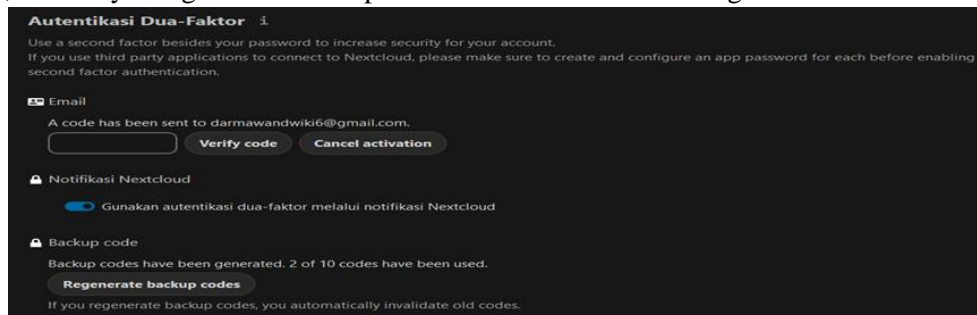 Autentikasi Dua-Faktor i
Use a second factor besides your password to increase security for your account.
If you use third party applications to connect to Nextcloud, please make sure to create and configure an app password for each before enabling
second factor authentication.
Email
A code has been sent to darmawandwiki6@gmail.com.
Verify code Cancel activation
Notifikasi Nextcloud
Gunakan autentikasi dua-faktor melalui notifikasi Nextcloud
Backup code
Backup codes have been generated. 2 of 10 codes have been used.
Regenerate backup codes
If you regenerate backup codes, you automatically invalidate old codes.